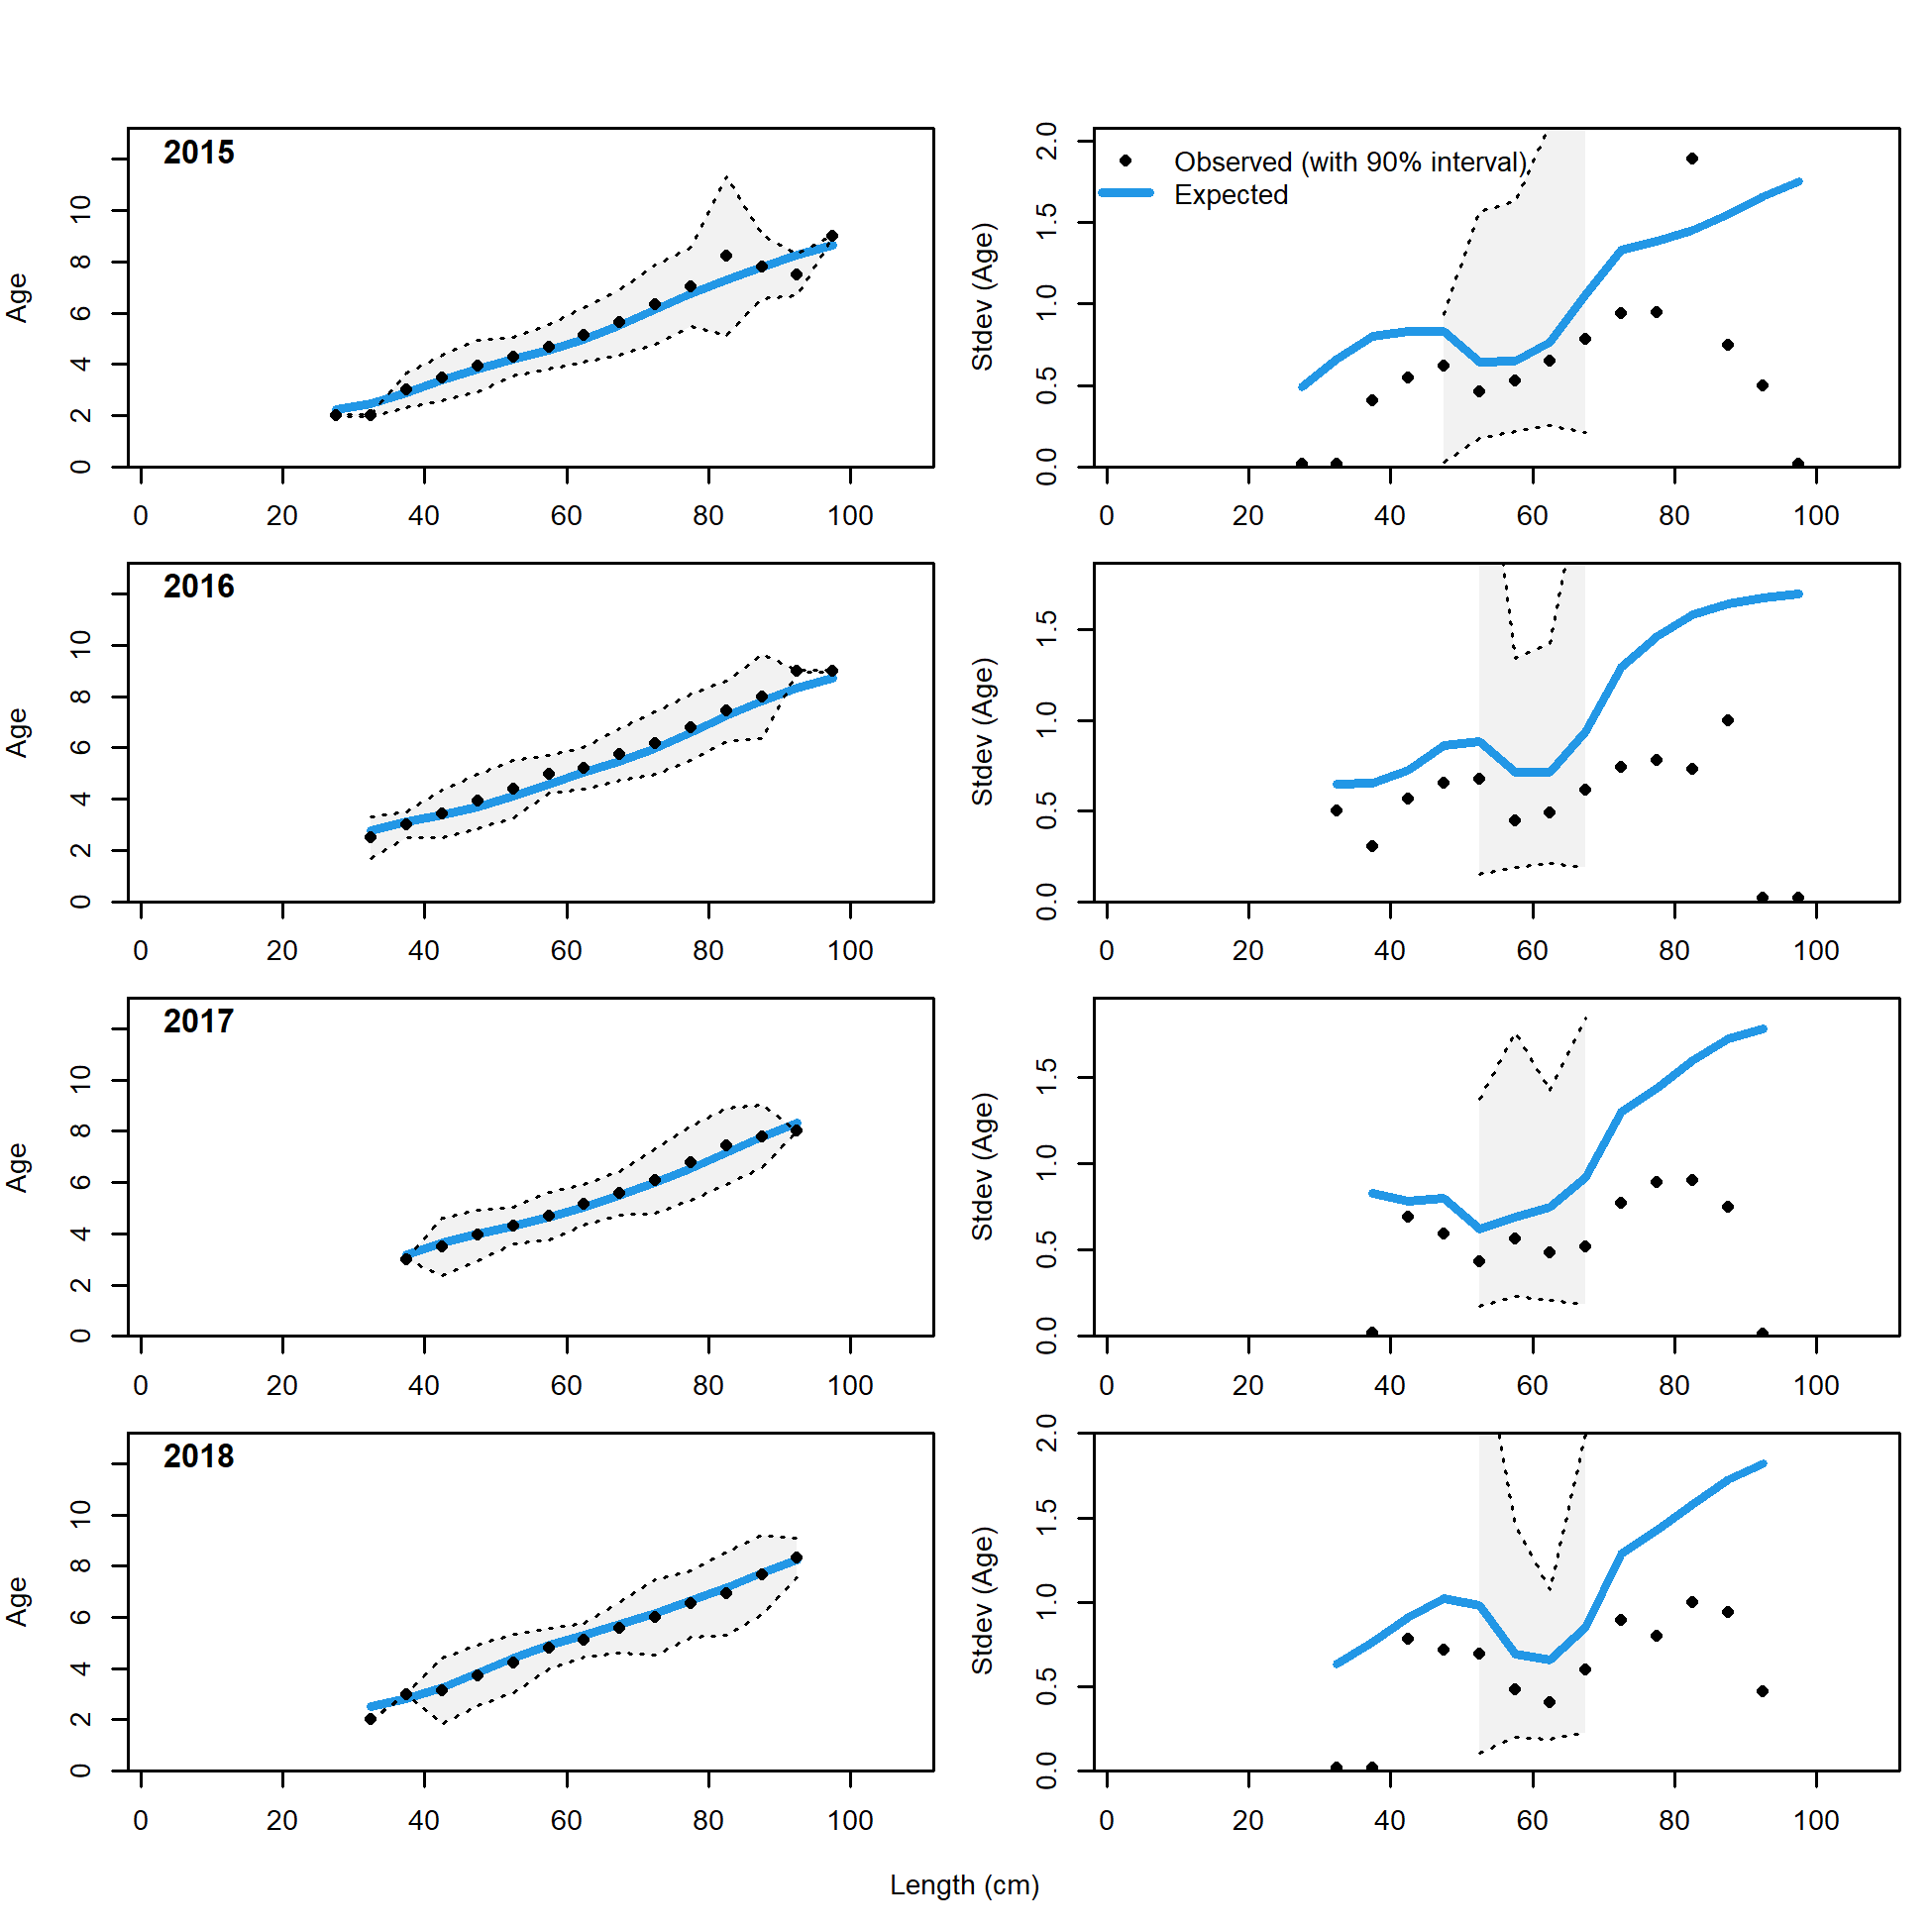 2015
Age
0 2 4 6 8 10
0 20 40 60 80 100
Observed (with 90% interval)
Expected
Stdev (Age)
0.0 0.5 1.0 1.5 2.0
0 20 40 60 80 100
2016
Age
0 2 4 6 8 10
0 20 40 60 80 100
Stdev (Age)
0.0 0.5 1.0 1.5
0 20 40 60 80 100
2017
Age
0 2 4 6 8 10
0 20 40 60 80 100
Stdev (Age)
0.0 0.5 1.0 1.5
0 20 40 60 80 100
2018
Age
0 2 4 6 8 10
0 20 40 60 80 100
Stdev (Age)
0.0 0.5 1.0 1.5 2.0
0 20 40 60 80 100
Length (cm)